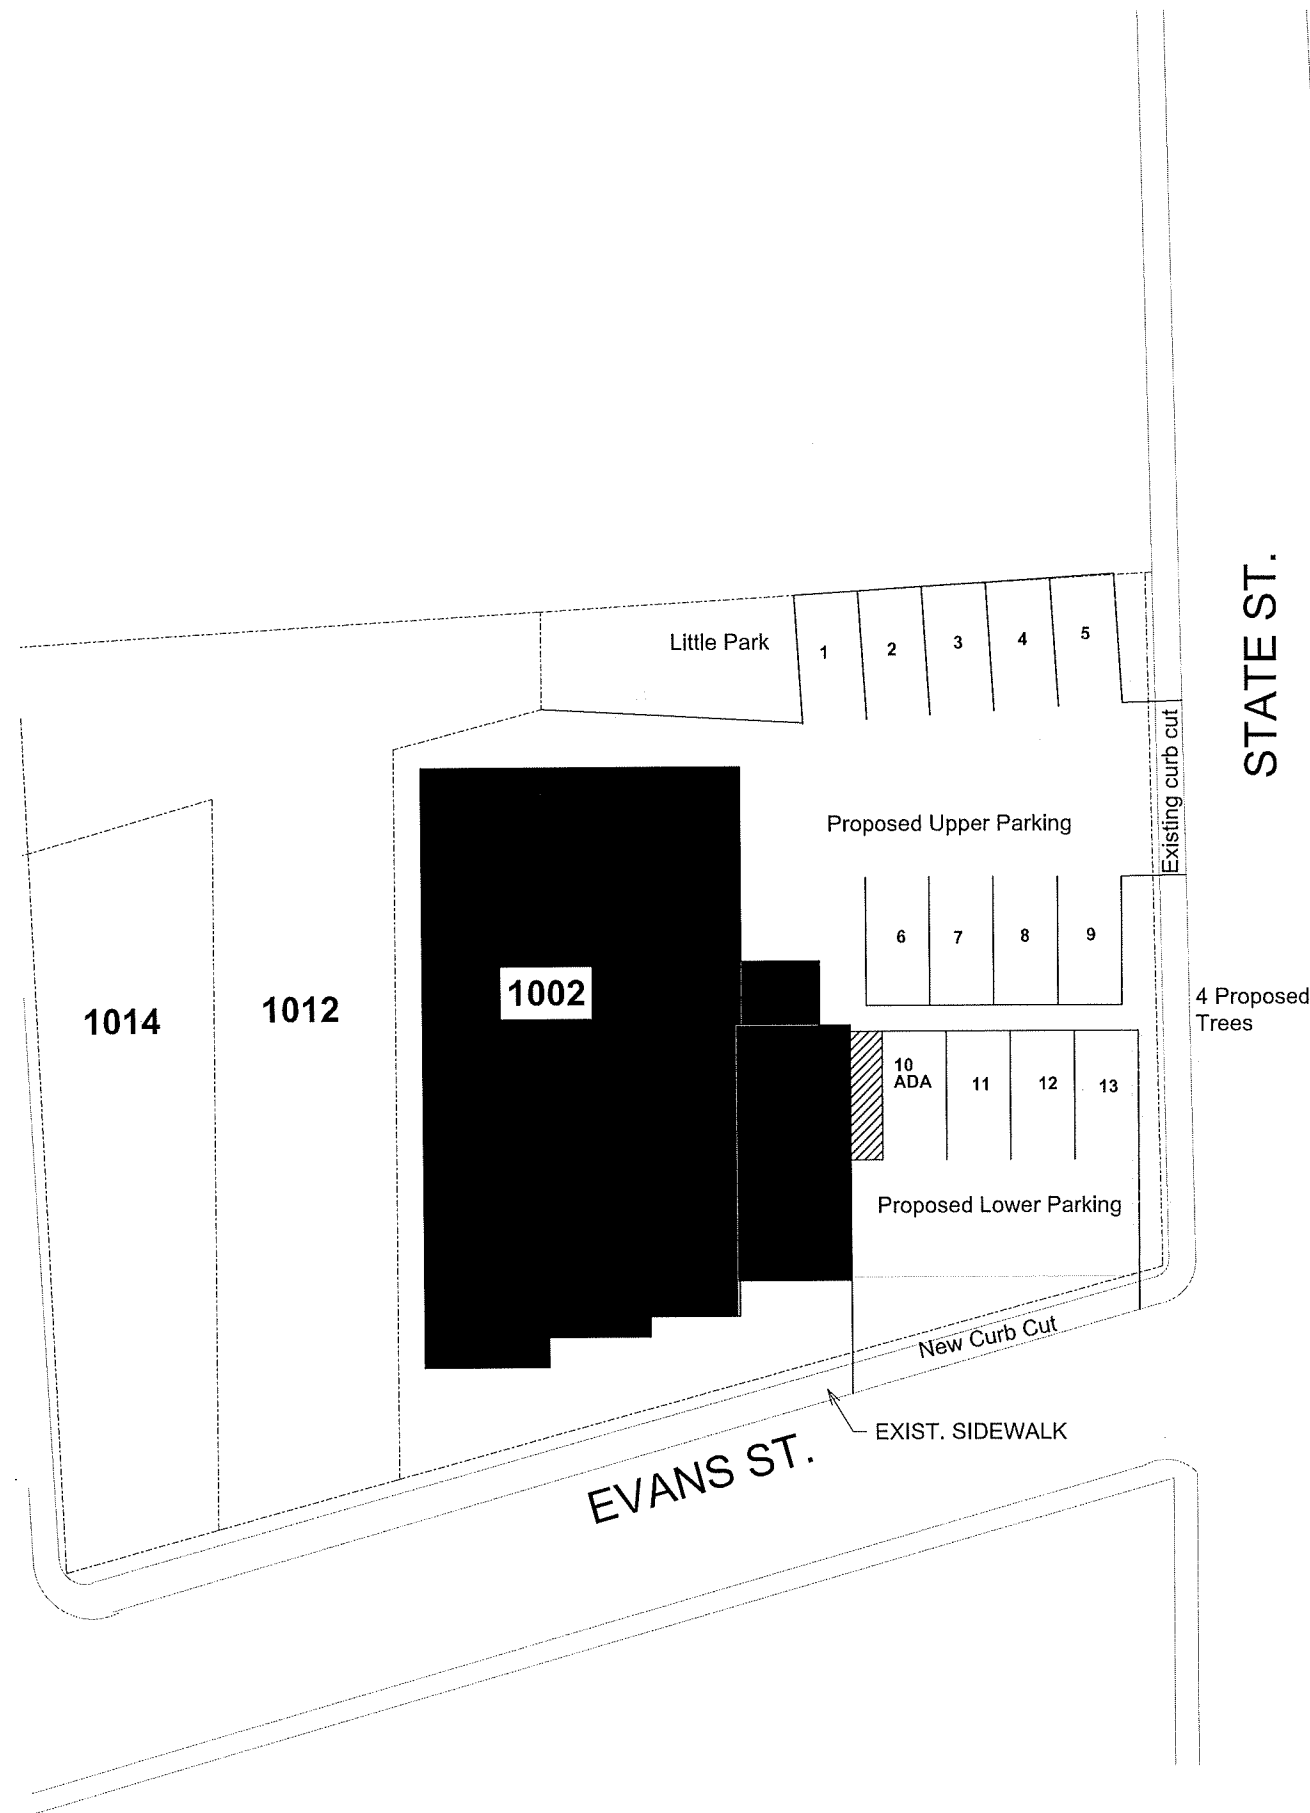 STATE ST.
Little Park
1
2
3
4
5
Existing curb cut
Proposed Upper Parking
6
7
8
9
1014
1012
1002
4 Proposed
Trees
10
ADA
11
12
13
Proposed Lower Parking
New Curb Cut
EXIST. SIDEWALK
EVANS ST.